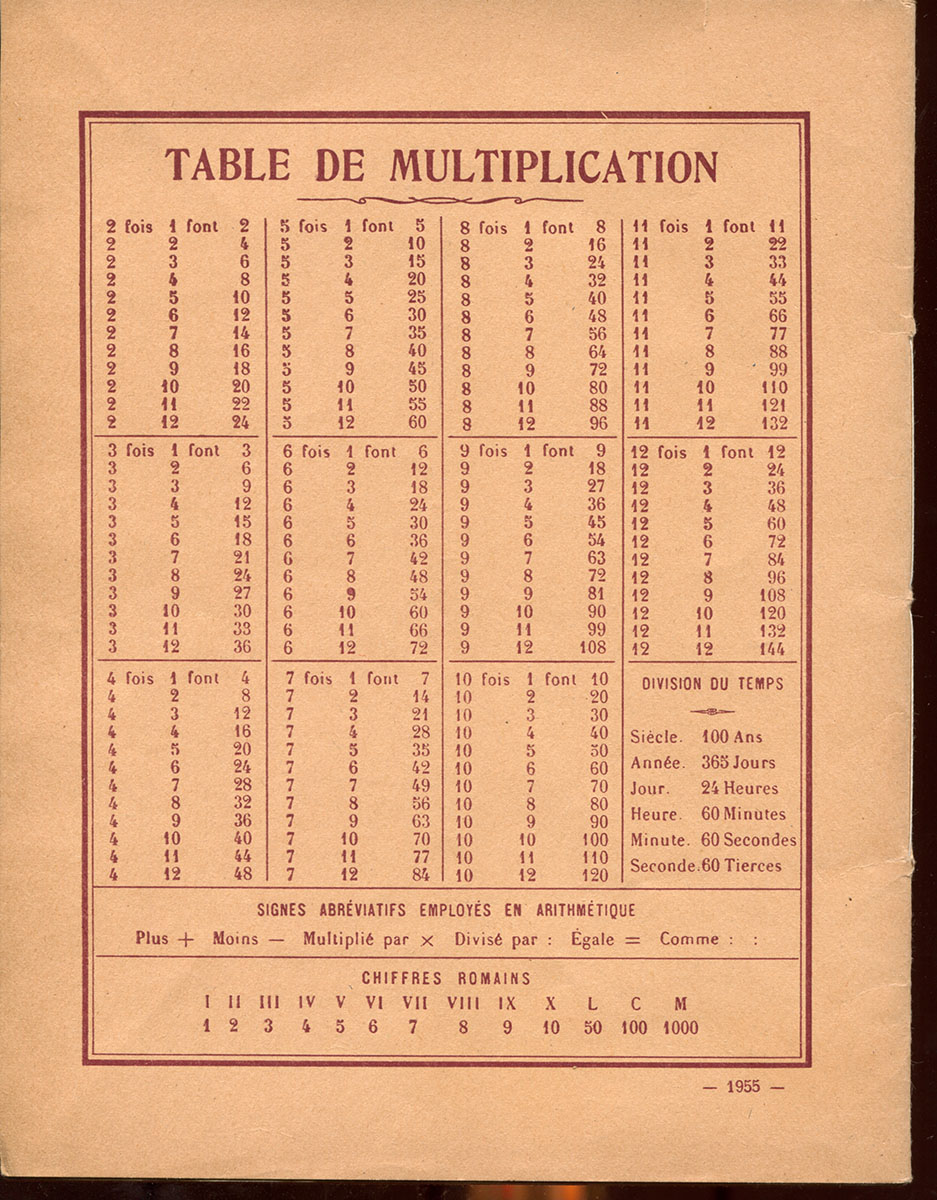 TABLE DE MULTIPLICATION
2 fois 1 font 2
2 2 4
2 3 6
2 4 8
2 5 10
2 6 12
2 7 14
2 8 16
2 9 18
2 10 20
2 11 22
2 12 24
3 fois 1 font 3
3 2 6
3 3 9
3 4 12
3 5 15
3 6 18
3 7 21
3 8 24
3 9 27
3 10 30
3 11 33
3 12 36
4 fois 1 font 4
4 2 8
4 3 12
4 4 16
4 5 20
4 6 24
4 7 28
4 8 32
4 9 36
4 10 40
4 11 44
4 12 48
5 fois 1 font 5
5 2 10
5 3 15
5 4 20
5 5 25
5 6 30
5 7 35
5 8 40
5 9 45
5 10 50
5 11 55
5 12 60
6 fois 1 font 6
6 2 12
6 3 18
6 4 24
6 5 30
6 6 36
6 7 42
6 8 48
6 9 54
6 10 60
6 11 66
6 12 72
7 fois 1 font 7
7 2 14
7 3 21
7 4 28
7 5 35
7 6 42
7 7 49
7 8 56
7 9 63
7 10 70
7 11 77
7 12 84
8 fois 1 font 8
8 2 16
8 3 24
8 4 32
8 5 40
8 6 48
8 7 56
8 8 64
8 9 72
8 10 80
8 11 88
8 12 96
9 fois 1 font 9
9 2 18
9 3 27
9 4 36
9 5 45
9 6 54
9 7 63
9 8 72
9 9 81
9 10 90
9 11 99
9 12 108
10 fois 1 font 10
10 2 20
10 3 30
10 4 40
10 5 50
10 6 60
10 7 70
10 8 80
10 9 90
10 10 100
10 11 110
10 12 120
11 fois 1 font 11
11 2 22
11 3 33
11 4 44
11 5 55
11 6 66
11 7 77
11 8 88
11 9 99
11 10 110
11 11 121
11 12 132
12 fois 1 font 12
12 2 24
12 3 36
12 4 48
12 5 60
12 6 72
12 7 84
12 8 96
12 9 108
12 10 120
12 11 132
12 12 144
DIVISION DU TEMPS
Siècle. 100 Ans
Année. 365 Jours
Jour. 24 Heures
Heure. 60 Minutes
Minute. 60 Secondes
Seconde. 60 Tierces
SIGNES ABRÉVIATIFS EMPLOYÉS EN ARITHMÉTIQUE
Plus + Moins — Multiplié par × Divisé par : Égale = Comme : :
CHIFFRES ROMAINS
I II III IV V VI VII VIII IX X L C M
1 2 3 4 5 6 7 8 9 10 50 100 1000
— 1955 —